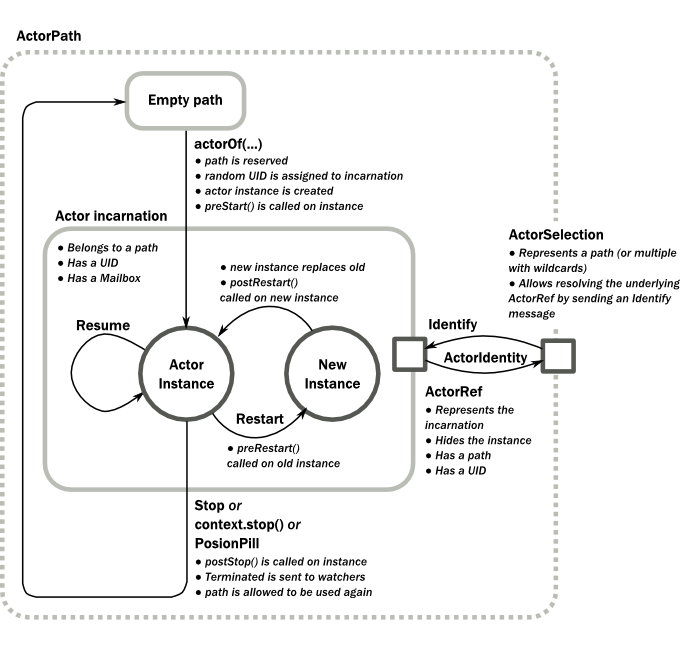 ActorPath
Empty path
actorOf(...)
● path is reserved
● random UID is assigned to incarnation
● actor instance is created
● preStart() is called on instance
Actor incarnation
● Belongs to a path
● Has a UID
● Has a Mailbox
● new instance replaces old
● postRestart()
called on new instance
Resume
Actor
Instance
New
Instance
Restart
● preRestart()
called on old instance
ActorSelection
● Represents a path (or multiple
with wildcards)
● Allows resolving the underlying
ActorRef by sending an Identify
message
Identify
ActorIdentity
ActorRef
● Represents the
incarnation
● Hides the instance
● Has a path
● Has a UID
Stop or
context.stop() or
PosionPill
● postStop() is called on instance
● Terminated is sent to watchers
● path is allowed to be used again